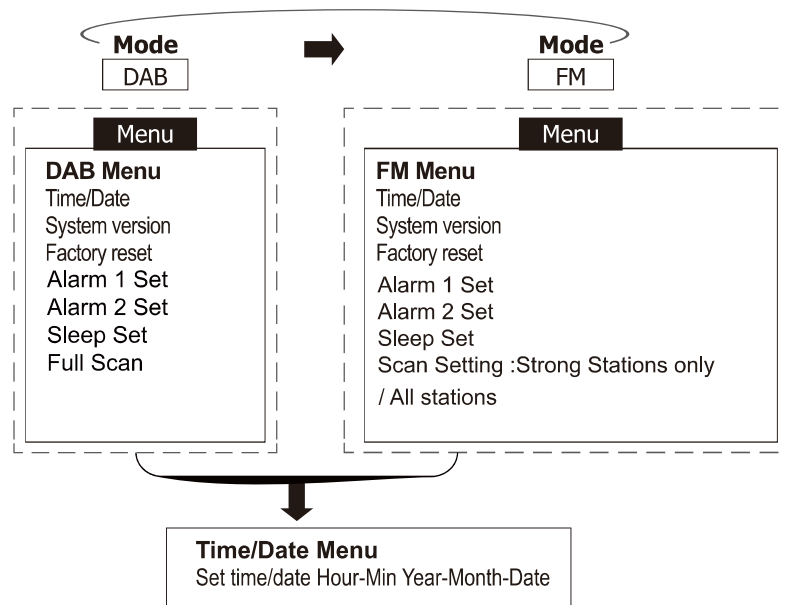 Mode
DAB
Mode
FM
Menu
DAB Menu
Time/Date
System version
Factory reset
Alarm 1 Set
Alarm 2 Set
Sleep Set
Full Scan
Menu
FM Menu
Time/Date
System version
Factory reset
Alarm 1 Set
Alarm 2 Set
Sleep Set
Scan Setting :Strong Stations only
/ All stations
Time/Date Menu
Set time/date Hour-Min Year-Month-Date